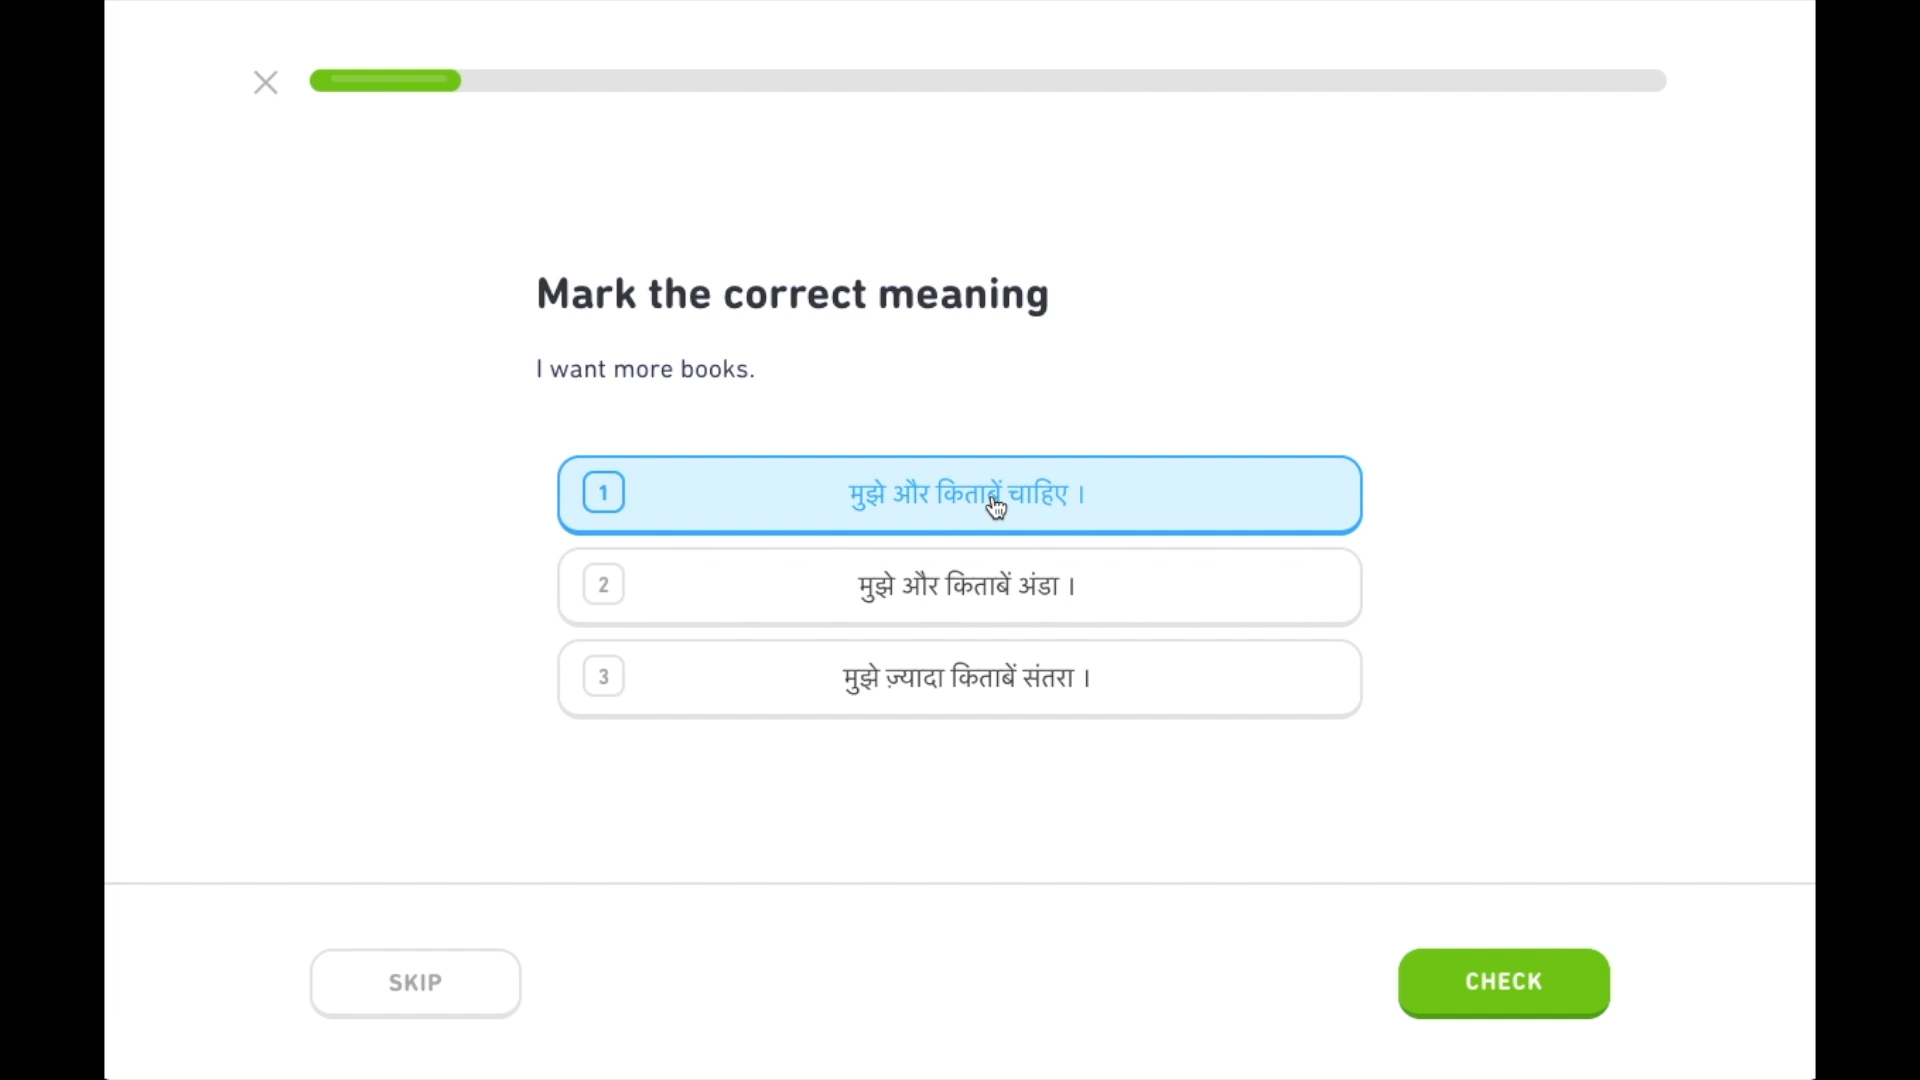 Mark the correct meaning
I want more books.
1 मुझे और किताबें चाहिए ।
2 मुझे और किताबें अंडा ।
3 मुझे ज़्यादा किताबें संतरा ।
SKIP
CHECK